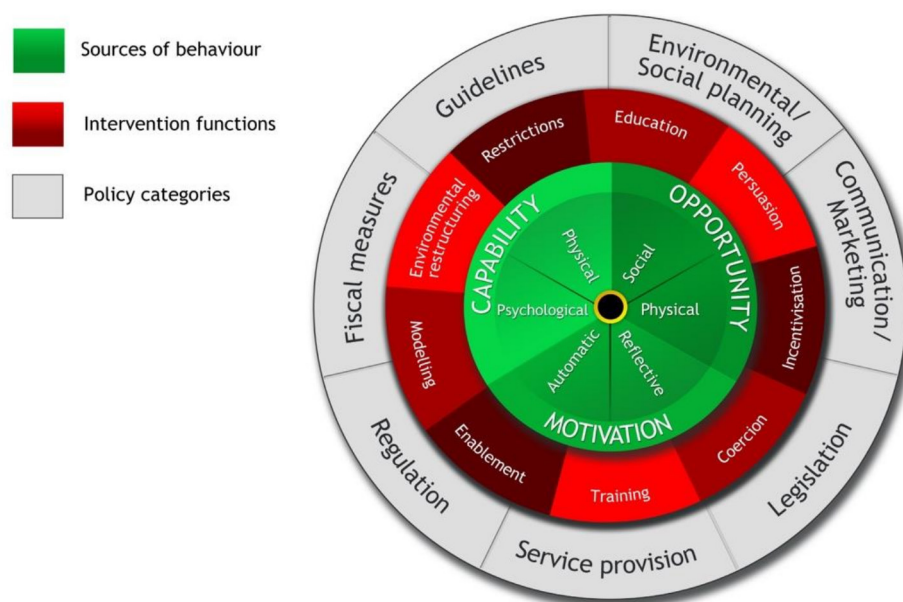 Sources of behaviour
Intervention functions
Policy categories
Guidelines
Environmental/
Social planning
Communication/
Marketing
Legislation
Service provision
Regulation
Fiscal measures
Restrictions
Education
Persuasion
Incentivisation
Coercion
Training
Enablement
Modelling
Environmental
restructuring
CAPABILITY
OPPORTUNITY
MOTIVATION
Physical
Social
Physical
Reflective
Automatic
Psychological